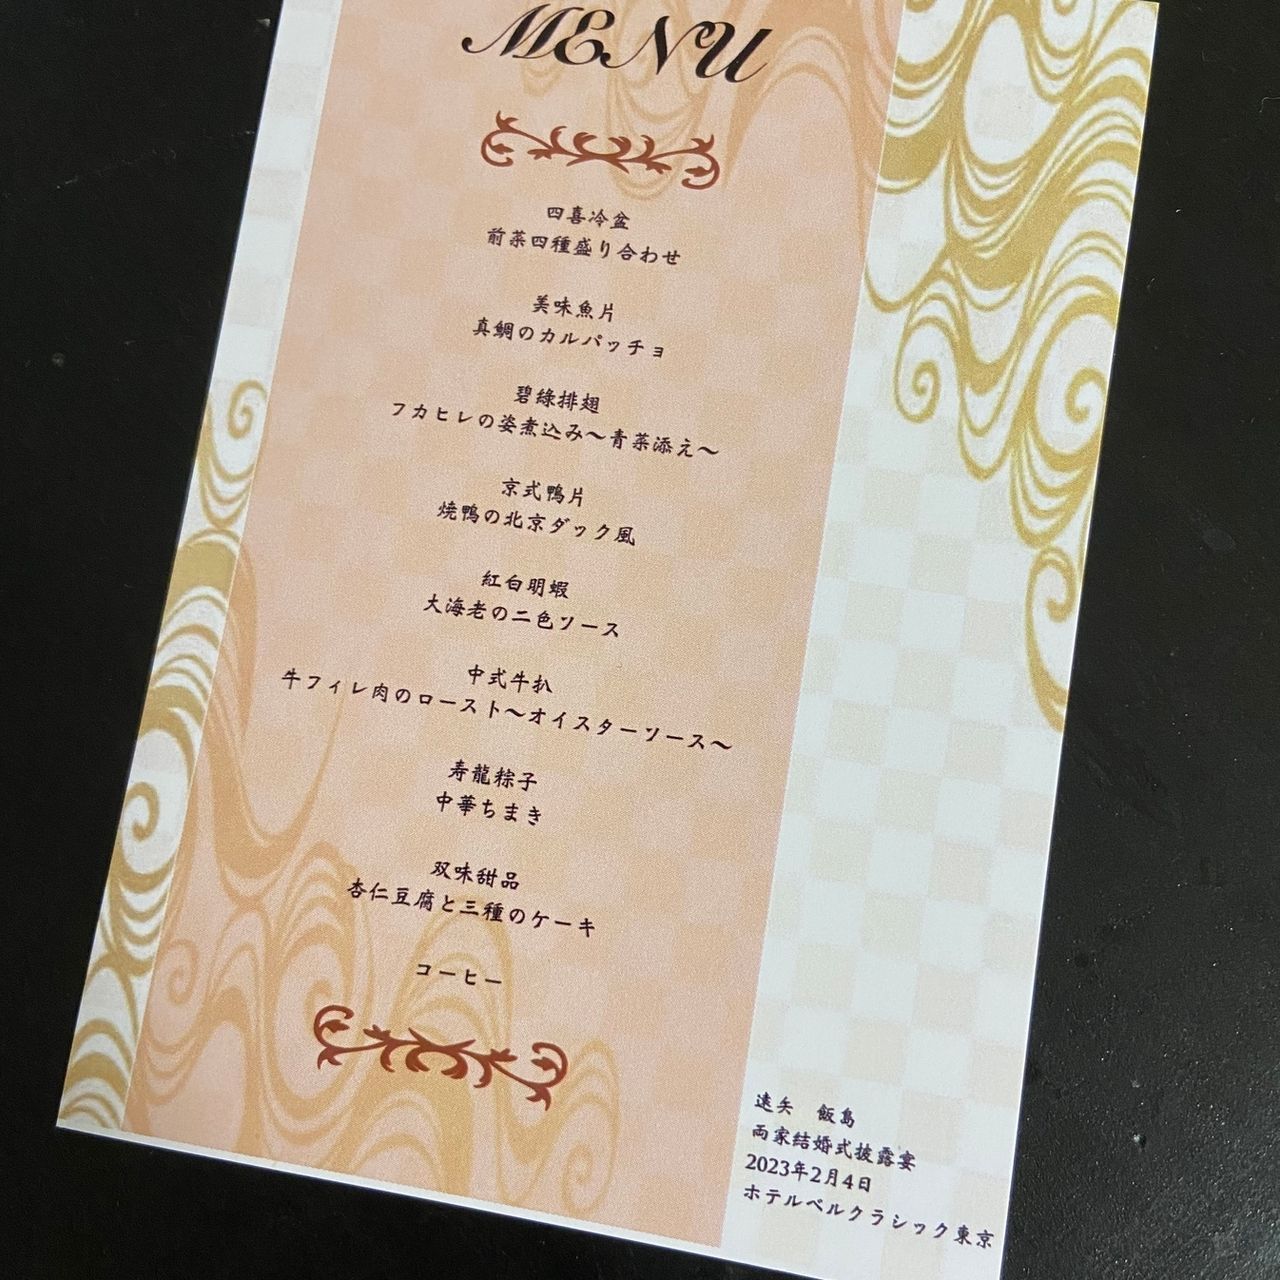 MENU
四喜冷盆
前菜四種盛り合わせ
美味魚片
真鯛のカルパッチョ
碧綠排翅
フカヒレの姿煮込み～青菜添え～
京式鴨片
焼鴨の北京ダック風
紅白明蝦
大海老の二色ソース
中式牛扒
牛フィレ肉のロースト～オイスターソース～
寿龍粽子
中華ちまき
双味甜品
杏仁豆腐と三種のケーキ
コーヒー
遠矢　飯島
両家結婚式披露宴
2023年2月4日
ホテルベルクラシック東京